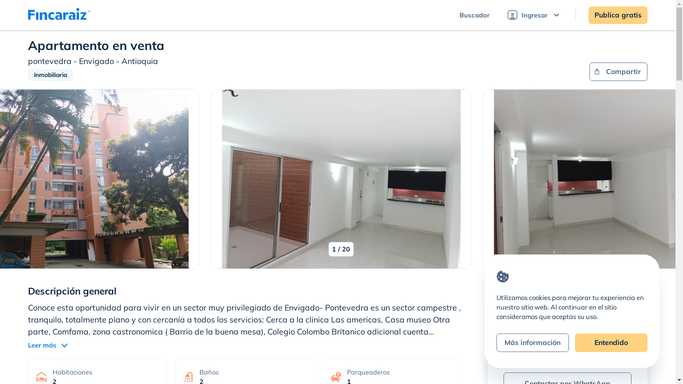 Fincaraiz
Buscador
Ingresar
Publica gratis
Apartamento en venta
pontevedra - Envigado - Antioquia
Inmobiliaria
Compartir
1 / 20
Descripción general
Conoce esta oportunidad para vivir en un sector muy privilegiado de Envigado- Pontevedra es un sector campestre ,
tranquilo, totalmente plano y con cercanía a todos los servicios: Cerca a la clinica Las americas, Casa museo Otra
parte, Comfama, zona castronomica ( Barrio de la buena mesa), Colegio Colombo Britanico adicional cuenta...
Leer más
Habitaciones
2
Baños
2
Parqueaderos
1
Utilizamos cookies para mejorar tu experiencia en
nuestro sitio web. Al continuar en el sitio
consideramos que aceptas su uso.
Más información
Entendido
Contactar por WhatsApp